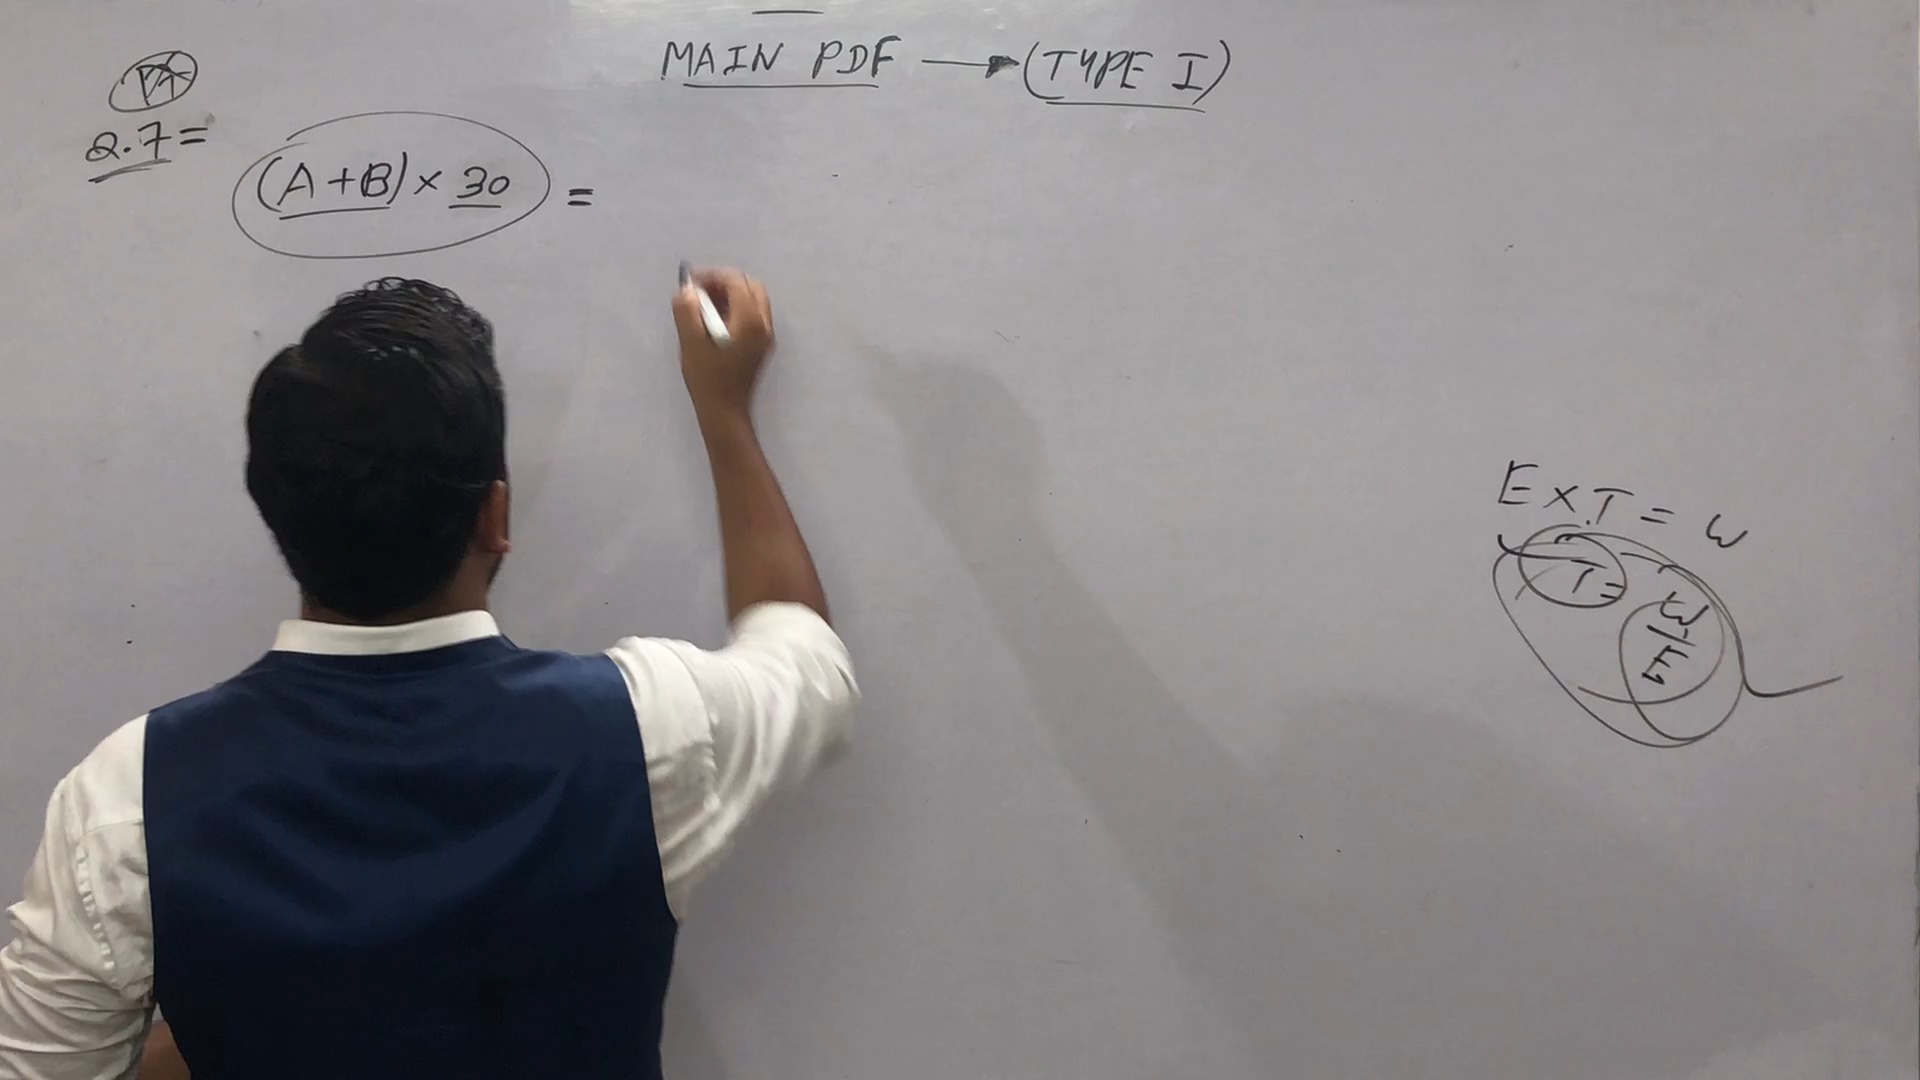 MAIN PDF → (TYPE I)
Q.7=
(A+B) × 30 =
E×T = W
T = W/E